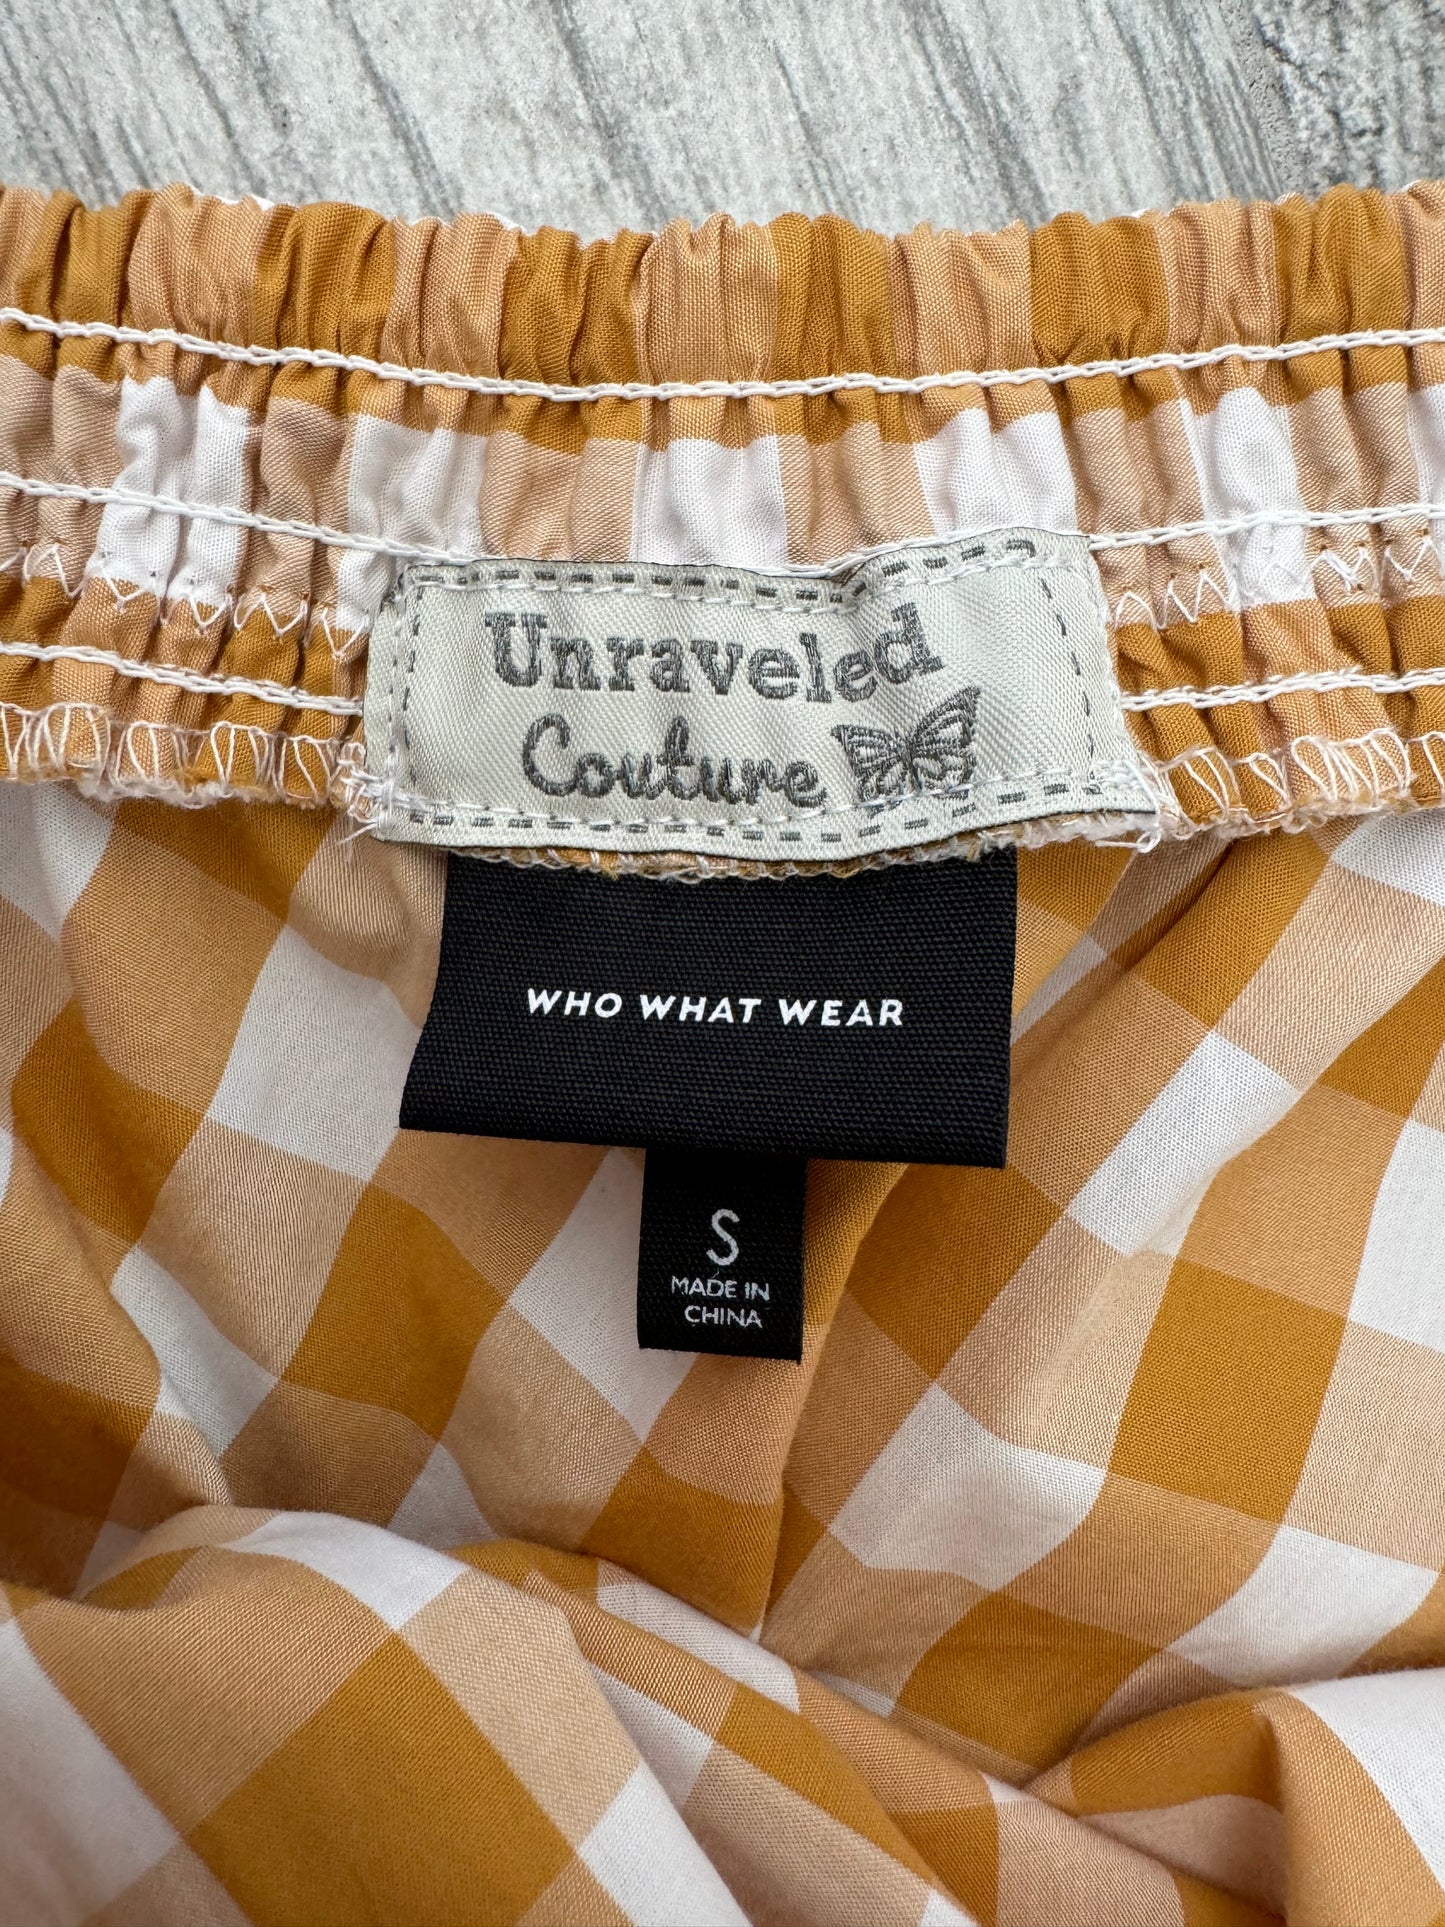 Unraveled
Couture
WHO WHAT WEAR
S
MADE IN
CHINA